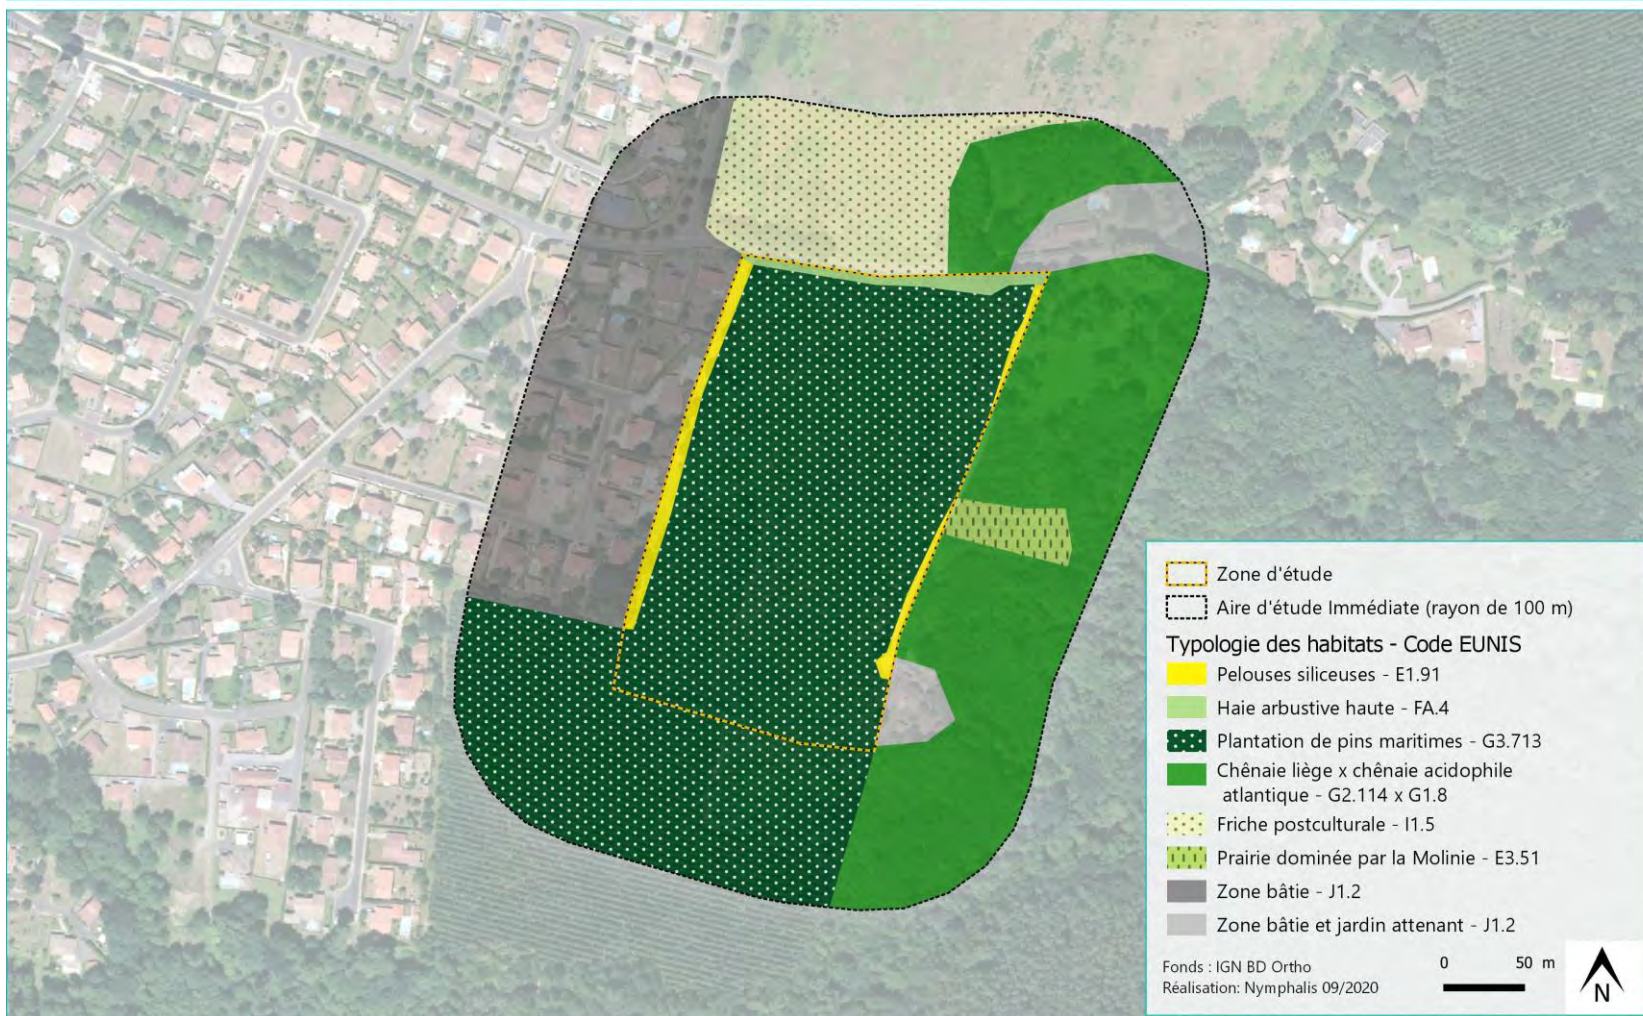 Zone d'étude
Aire d'étude Immédiate (rayon de 100 m)
Typologie des habitats - Code EUNIS
Pelouses siliceuses - E1.91
Haie arbustive haute - FA.4
Plantation de pins maritimes - G3.713
Chênaie liège x chênaie acidophile
atlantique - G2.114 x G1.8
Friche postculturale - I1.5
Prairie dominée par la Molinie - E3.51
Zone bâtie - J1.2
Zone bâtie et jardin attenant - J1.2
Fonds : IGN BD Ortho
Réalisation: Nymphalis 09/2020
0 50 m
N